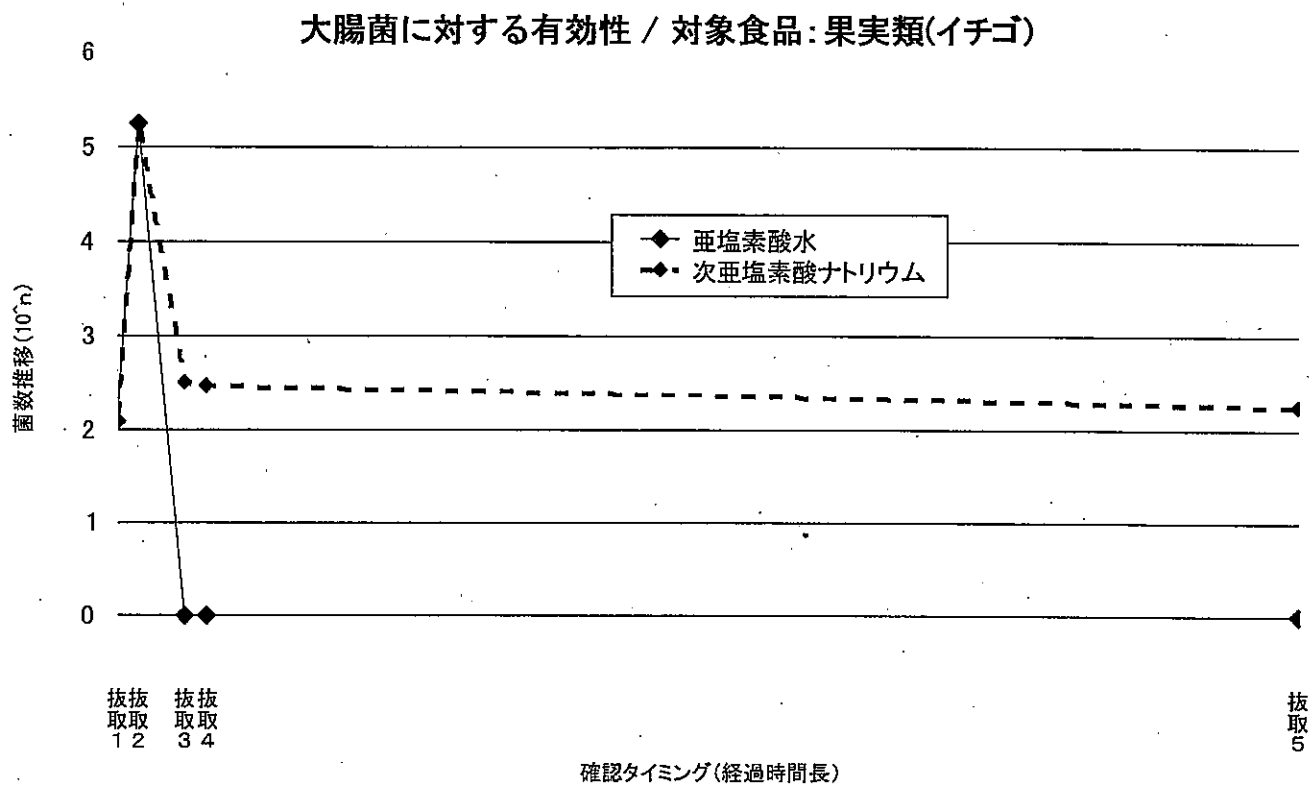 大腸菌に対する有効性 / 対象食品：果実類(イチゴ)
6
5
4
3
2
1
0
菌数推移(10^n)
亜塩素酸水
次亜塩素酸ナトリウム
抜取1
抜取2
抜取3
抜取4
抜取5
確認タイミング(経過時間長)